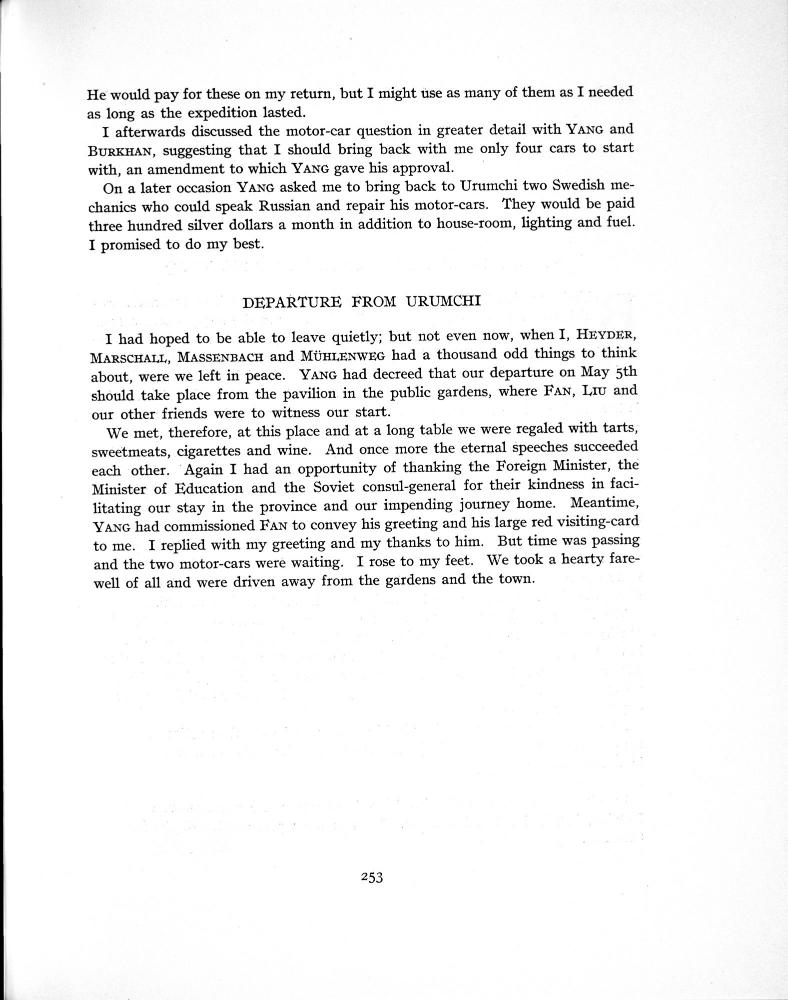 He would pay for these on my return, but I might use as many of them as I needed
as long as the expedition lasted.
I afterwards discussed the motor-car question in greater detail with YANG and
BURKHAN, suggesting that I should bring back with me only four cars to start
with, an amendment to which YANG gave his approval.
On a later occasion YANG asked me to bring back to Urumchi two Swedish me-
chanics who could speak Russian and repair his motor-cars. They would be paid
three hundred silver dollars a month in addition to house-room, lighting and fuel.
I promised to do my best.
DEPARTURE FROM URUMCHI
I had hoped to be able to leave quietly; but not even now, when I, HEYDER,
MARSCHALL, MASSENBACH and MÜHLENWEG had a thousand odd things to think
about, were we left in peace. YANG had decreed that our departure on May 5th
should take place from the pavilion in the public gardens, where FAN, LIU and
our other friends were to witness our start.
We met, therefore, at this place and at a long table we were regaled with tarts,
sweetmeats, cigarettes and wine. And once more the eternal speeches succeeded
each other. Again I had an opportunity of thanking the Foreign Minister, the
Minister of Education and the Soviet consul-general for their kindness in faci-
litating our stay in the province and our impending journey home. Meantime,
YANG had commissioned FAN to convey his greeting and his large red visiting-card
to me. I replied with my greeting and my thanks to him. But time was passing
and the two motor-cars were waiting. I rose to my feet. We took a hearty fare-
well of all and were driven away from the gardens and the town.
253